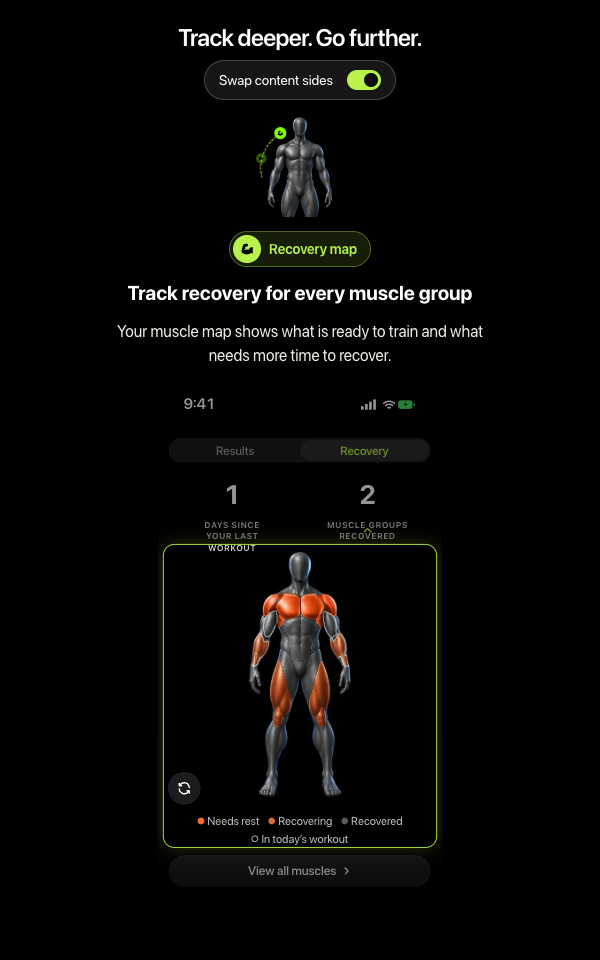 Track deeper. Go further.
Swap content sides
Recovery map
Track recovery for every muscle group
Your muscle map shows what is ready to train and what
needs more time to recover.
9:41
Results
Recovery
1
2
DAYS SINCE
YOUR LAST
WORKOUT
MUSCLE GROUPS
RECOVERED
Needs rest
Recovering
Recovered
In today's workout
View all muscles